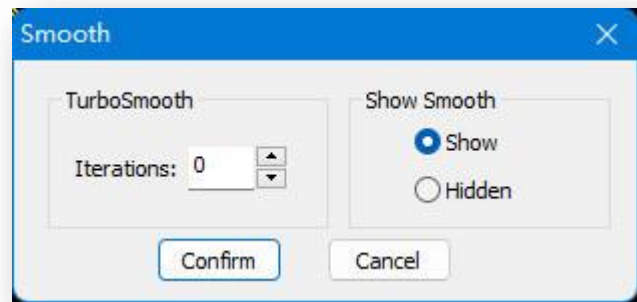 Smooth
TurboSmooth
Iterations: 0
Show Smooth
Show
Hidden
Confirm
Cancel